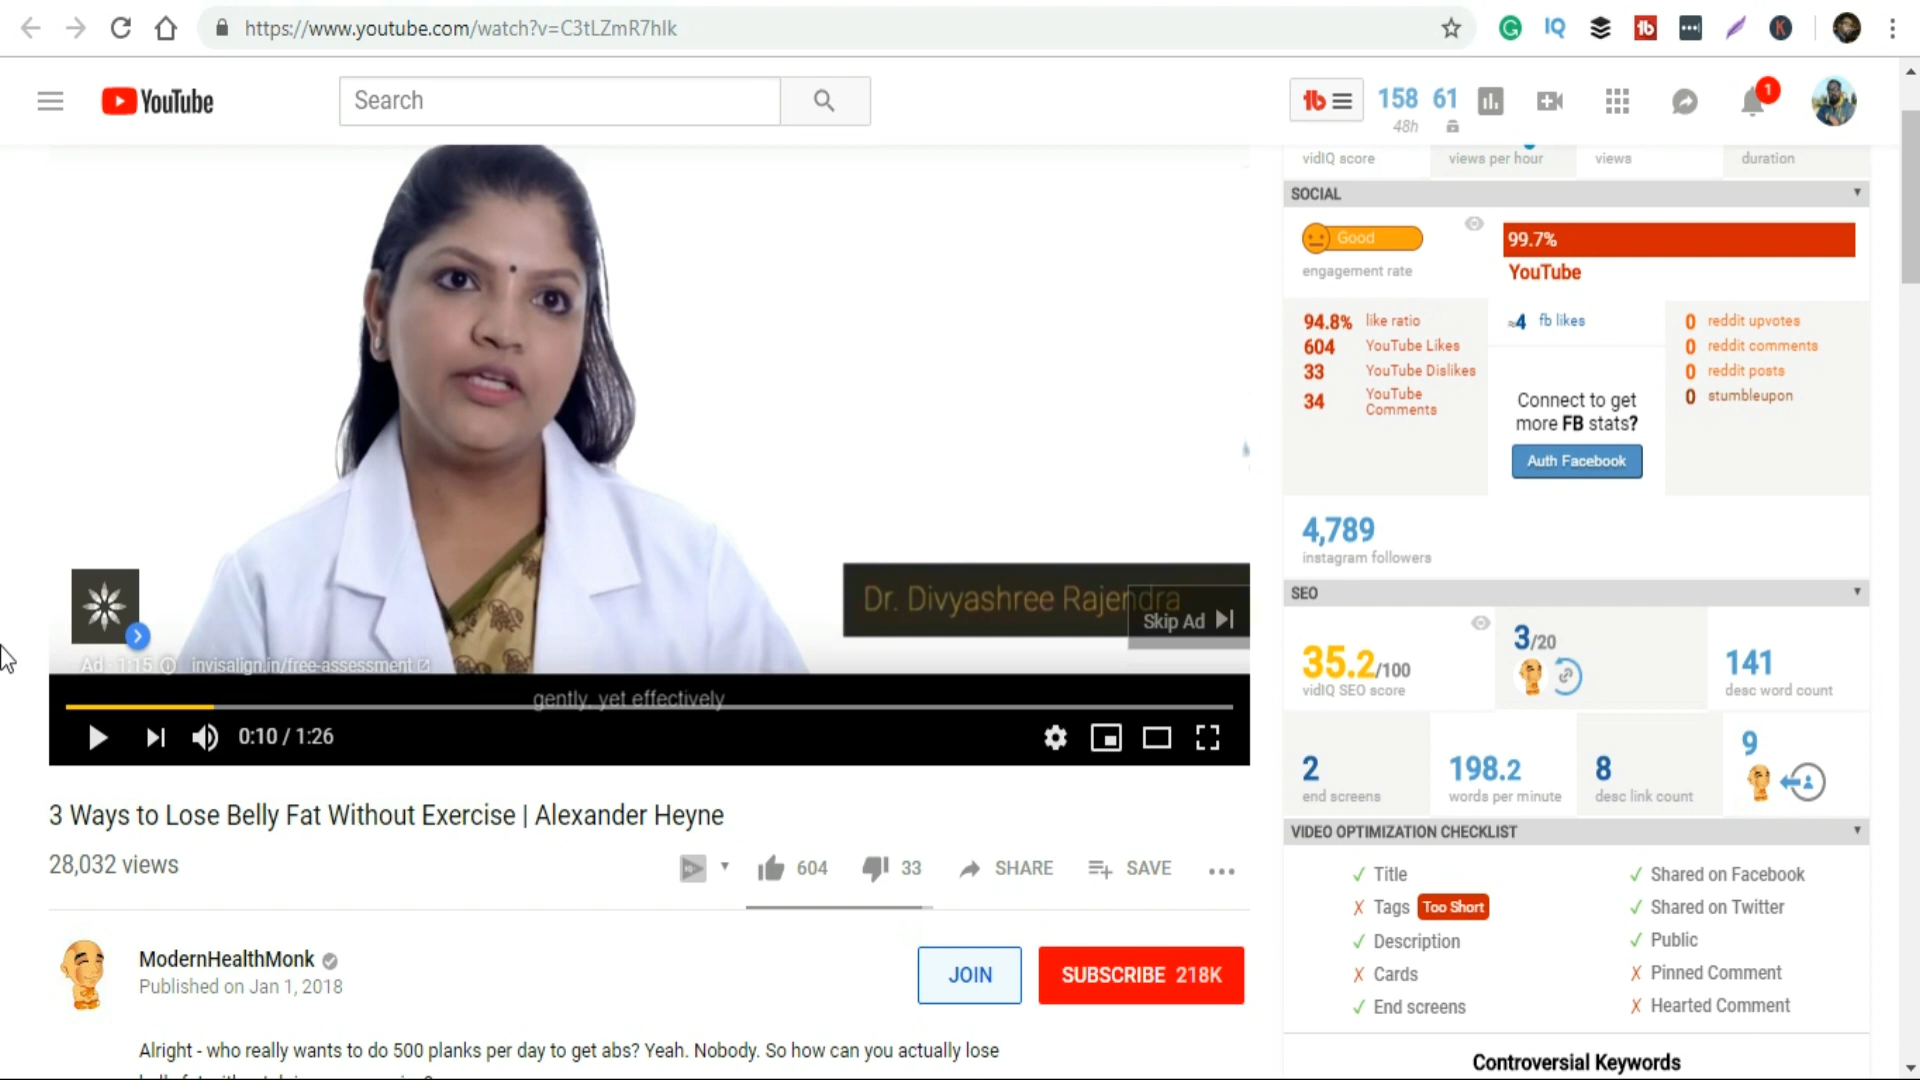 https://www.youtube.com/watch?v=C3tLZmR7hlk
YouTube
Search
158 61
48h
1
vidIQ score
views per hour
views
duration
SOCIAL
Good
engagement rate
99.7%
YouTube
94.8% like ratio
604 YouTube Likes
33 YouTube Dislikes
34 YouTube
Comments
≈4 fb likes
Connect to get
more FB stats?
Auth Facebook
0 reddit upvotes
0 reddit comments
0 reddit posts
0 stumbleupon
4,789
instagram followers
SEO
35.2/100
vidIQ SEO score
3/20
141
desc word count
2
end screens
198.2
words per minute
8
desc link count
9
VIDEO OPTIMIZATION CHECKLIST
✓ Title
✗ Tags Too Short
✓ Description
✗ Cards
✓ End screens
✓ Shared on Facebook
✓ Shared on Twitter
✓ Public
✗ Pinned Comment
✗ Hearted Comment
Controversial Keywords
Dr. Divyashree Rajendra
Skip Ad
Ad · 1:15 invisalign.in/free-assessment
gently, yet effectively
0:10 / 1:26
3 Ways to Lose Belly Fat Without Exercise | Alexander Heyne
28,032 views
604 33 SHARE SAVE
ModernHealthMonk
Published on Jan 1, 2018
JOIN
SUBSCRIBE 218K
Alright - who really wants to do 500 planks per day to get abs? Yeah. Nobody. So how can you actually lose